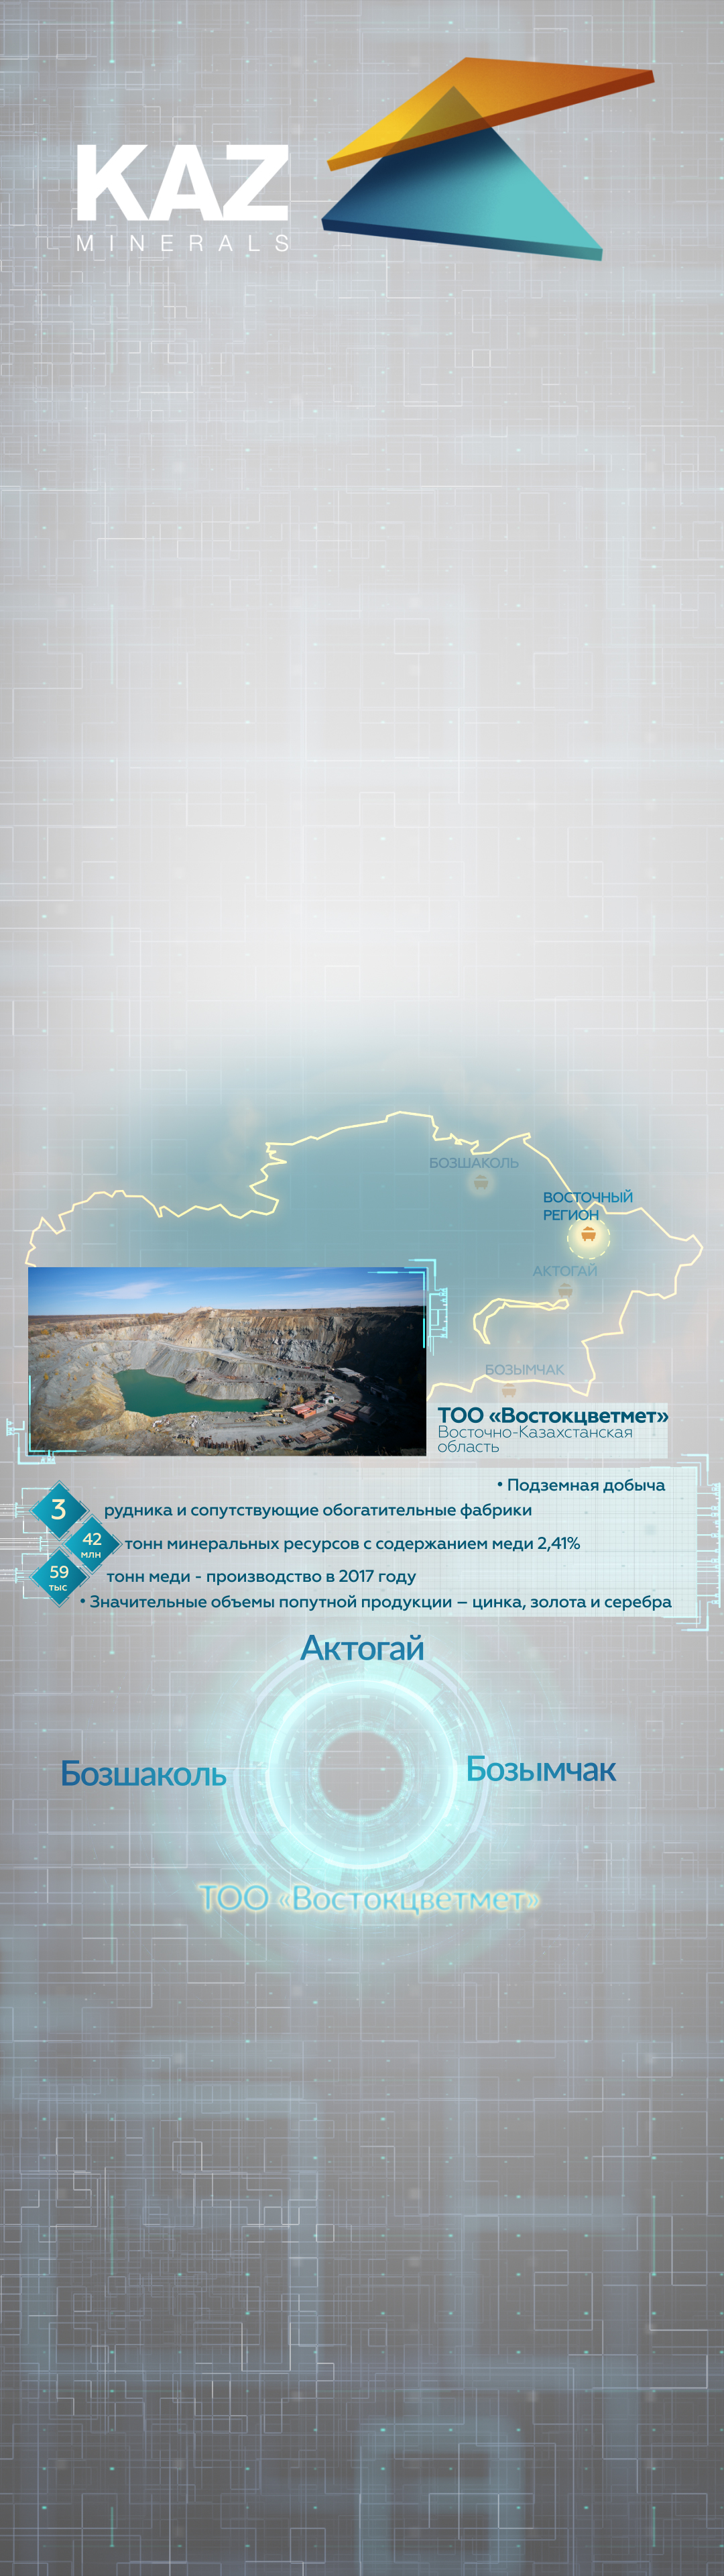 KAZ
MINERALS
БОЗШАКОЛЬ
ВОСТОЧНЫЙ
РЕГИОН
АКТОГАЙ
БОЗЫМЧАК
ТОО «Востокцветмет»
Восточно-Казахстанская
область
• Подземная добыча
3 рудника и сопутствующие обогатительные фабрики
42 млн тонн минеральных ресурсов с содержанием меди 2,41%
59 тыс тонн меди - производство в 2017 году
• Значительные объемы попутной продукции – цинка, золота и серебра
Актогай
Бозшаколь
Бозымчак
ТОО «Востокцветмет»